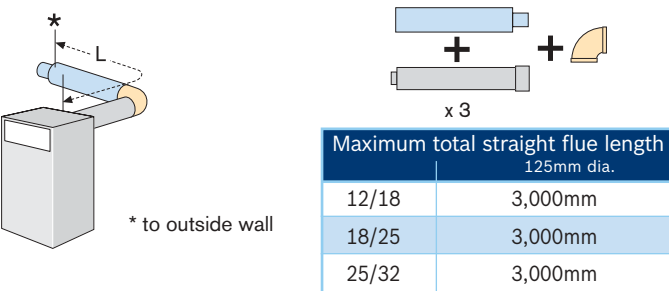 *
L
* to outside wall
+
+
x 3
Maximum total straight flue length
125mm dia.
12/18 3,000mm
18/25 3,000mm
25/32 3,000mm